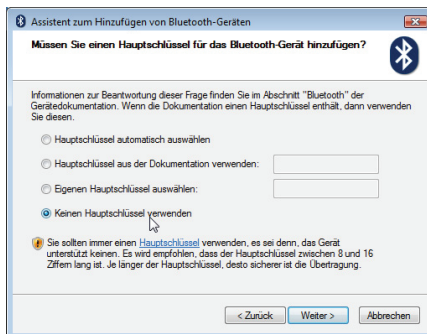 Assistent zum Hinzufügen von Bluetooth-Geräten
Müssen Sie einen Hauptschlüssel für das Bluetooth-Gerät hinzufügen?
Informationen zur Beantwortung dieser Frage finden Sie im Abschnitt "Bluetooth" der
Gerätedokumentation. Wenn die Dokumentation einen Hauptschlüssel enthält, dann verwenden
Sie diesen.
Hauptschlüssel automatisch auswählen
Hauptschlüssel aus der Dokumentation verwenden:
Eigenen Hauptschlüssel auswählen:
Keinen Hauptschlüssel verwenden
Sie sollten immer einen Hauptschlüssel verwenden, es sei denn, das Gerät
unterstützt keinen. Es wird empfohlen, dass der Hauptschlüssel zwischen 8 und 16
Ziffern lang ist. Je länger der Hauptschlüssel, desto sicherer ist die Übertragung.
< Zurück Weiter > Abbrechen